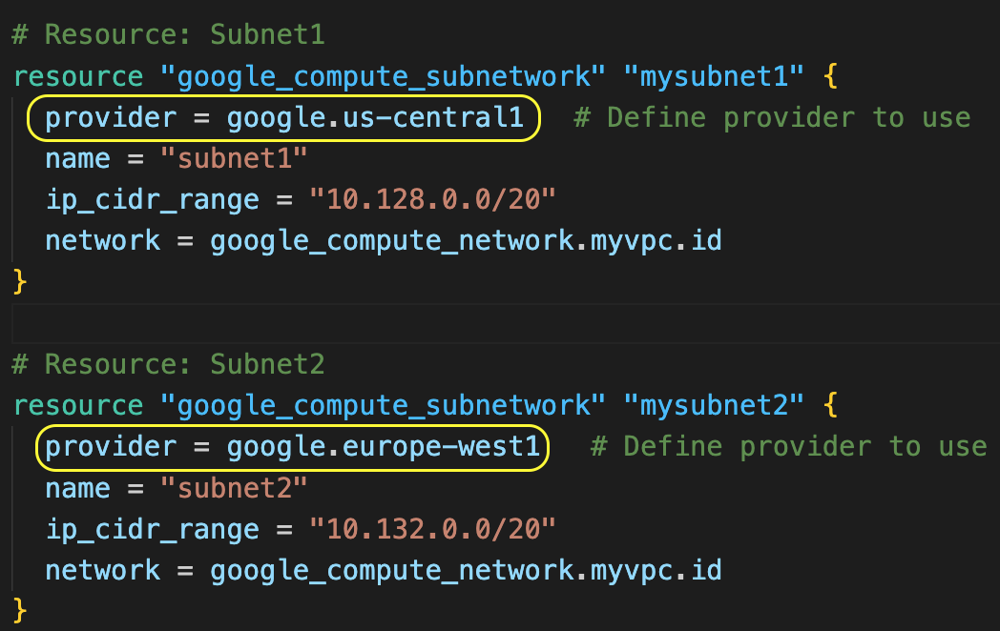 # Resource: Subnet1
resource "google_compute_subnetwork" "mysubnet1" {
  provider = google.us-central1  # Define provider to use
  name = "subnet1"
  ip_cidr_range = "10.128.0.0/20"
  network = google_compute_network.myvpc.id
}
# Resource: Subnet2
resource "google_compute_subnetwork" "mysubnet2" {
  provider = google.europe-west1   # Define provider to use
  name = "subnet2"
  ip_cidr_range = "10.132.0.0/20"
  network = google_compute_network.myvpc.id
}